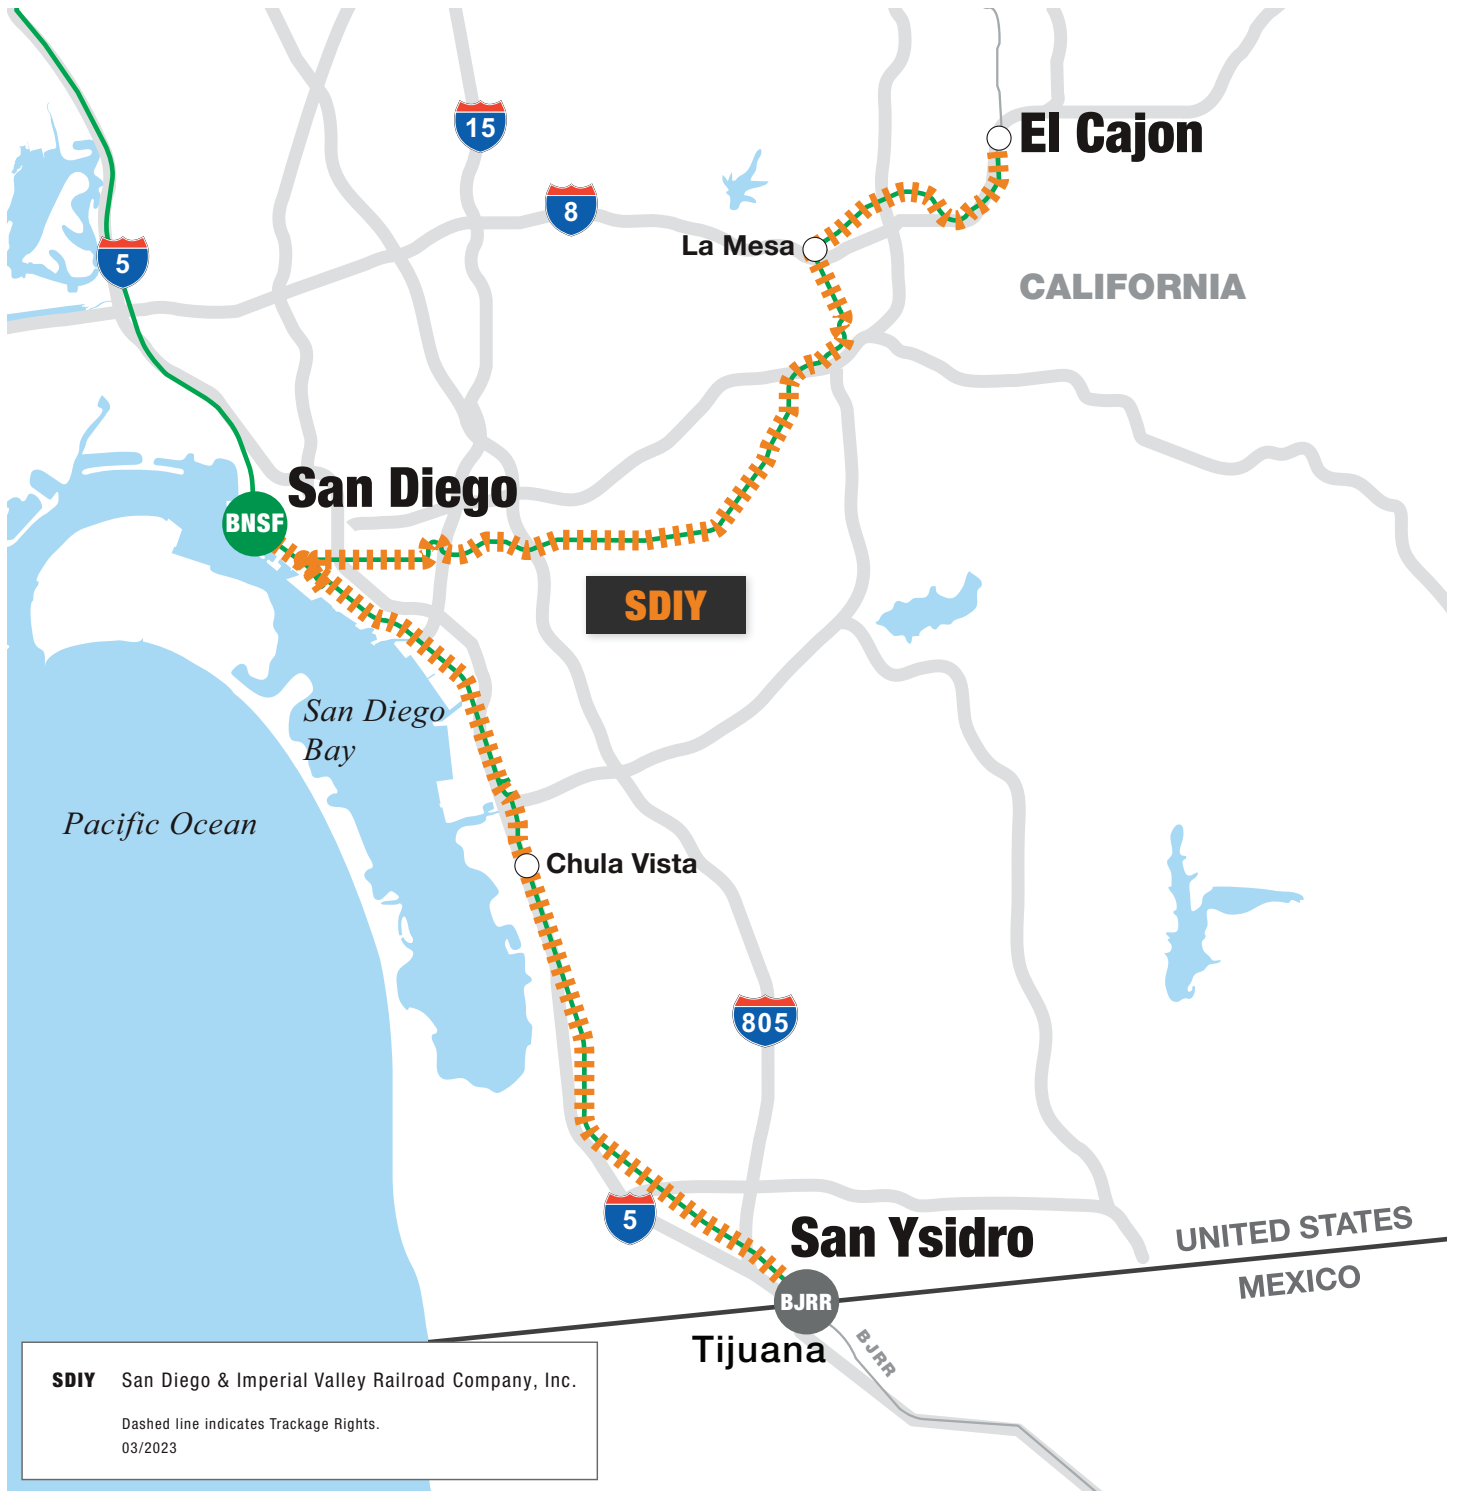 15
El Cajon
8
La Mesa
5
CALIFORNIA
San Diego
BNSF
SDIY
San Diego
Bay
Pacific Ocean
Chula Vista
805
5
San Ysidro
UNITED STATES
MEXICO
BJRR
Tijuana
BJRR
SDIY San Diego & Imperial Valley Railroad Company, Inc.
Dashed line indicates Trackage Rights.
03/2023